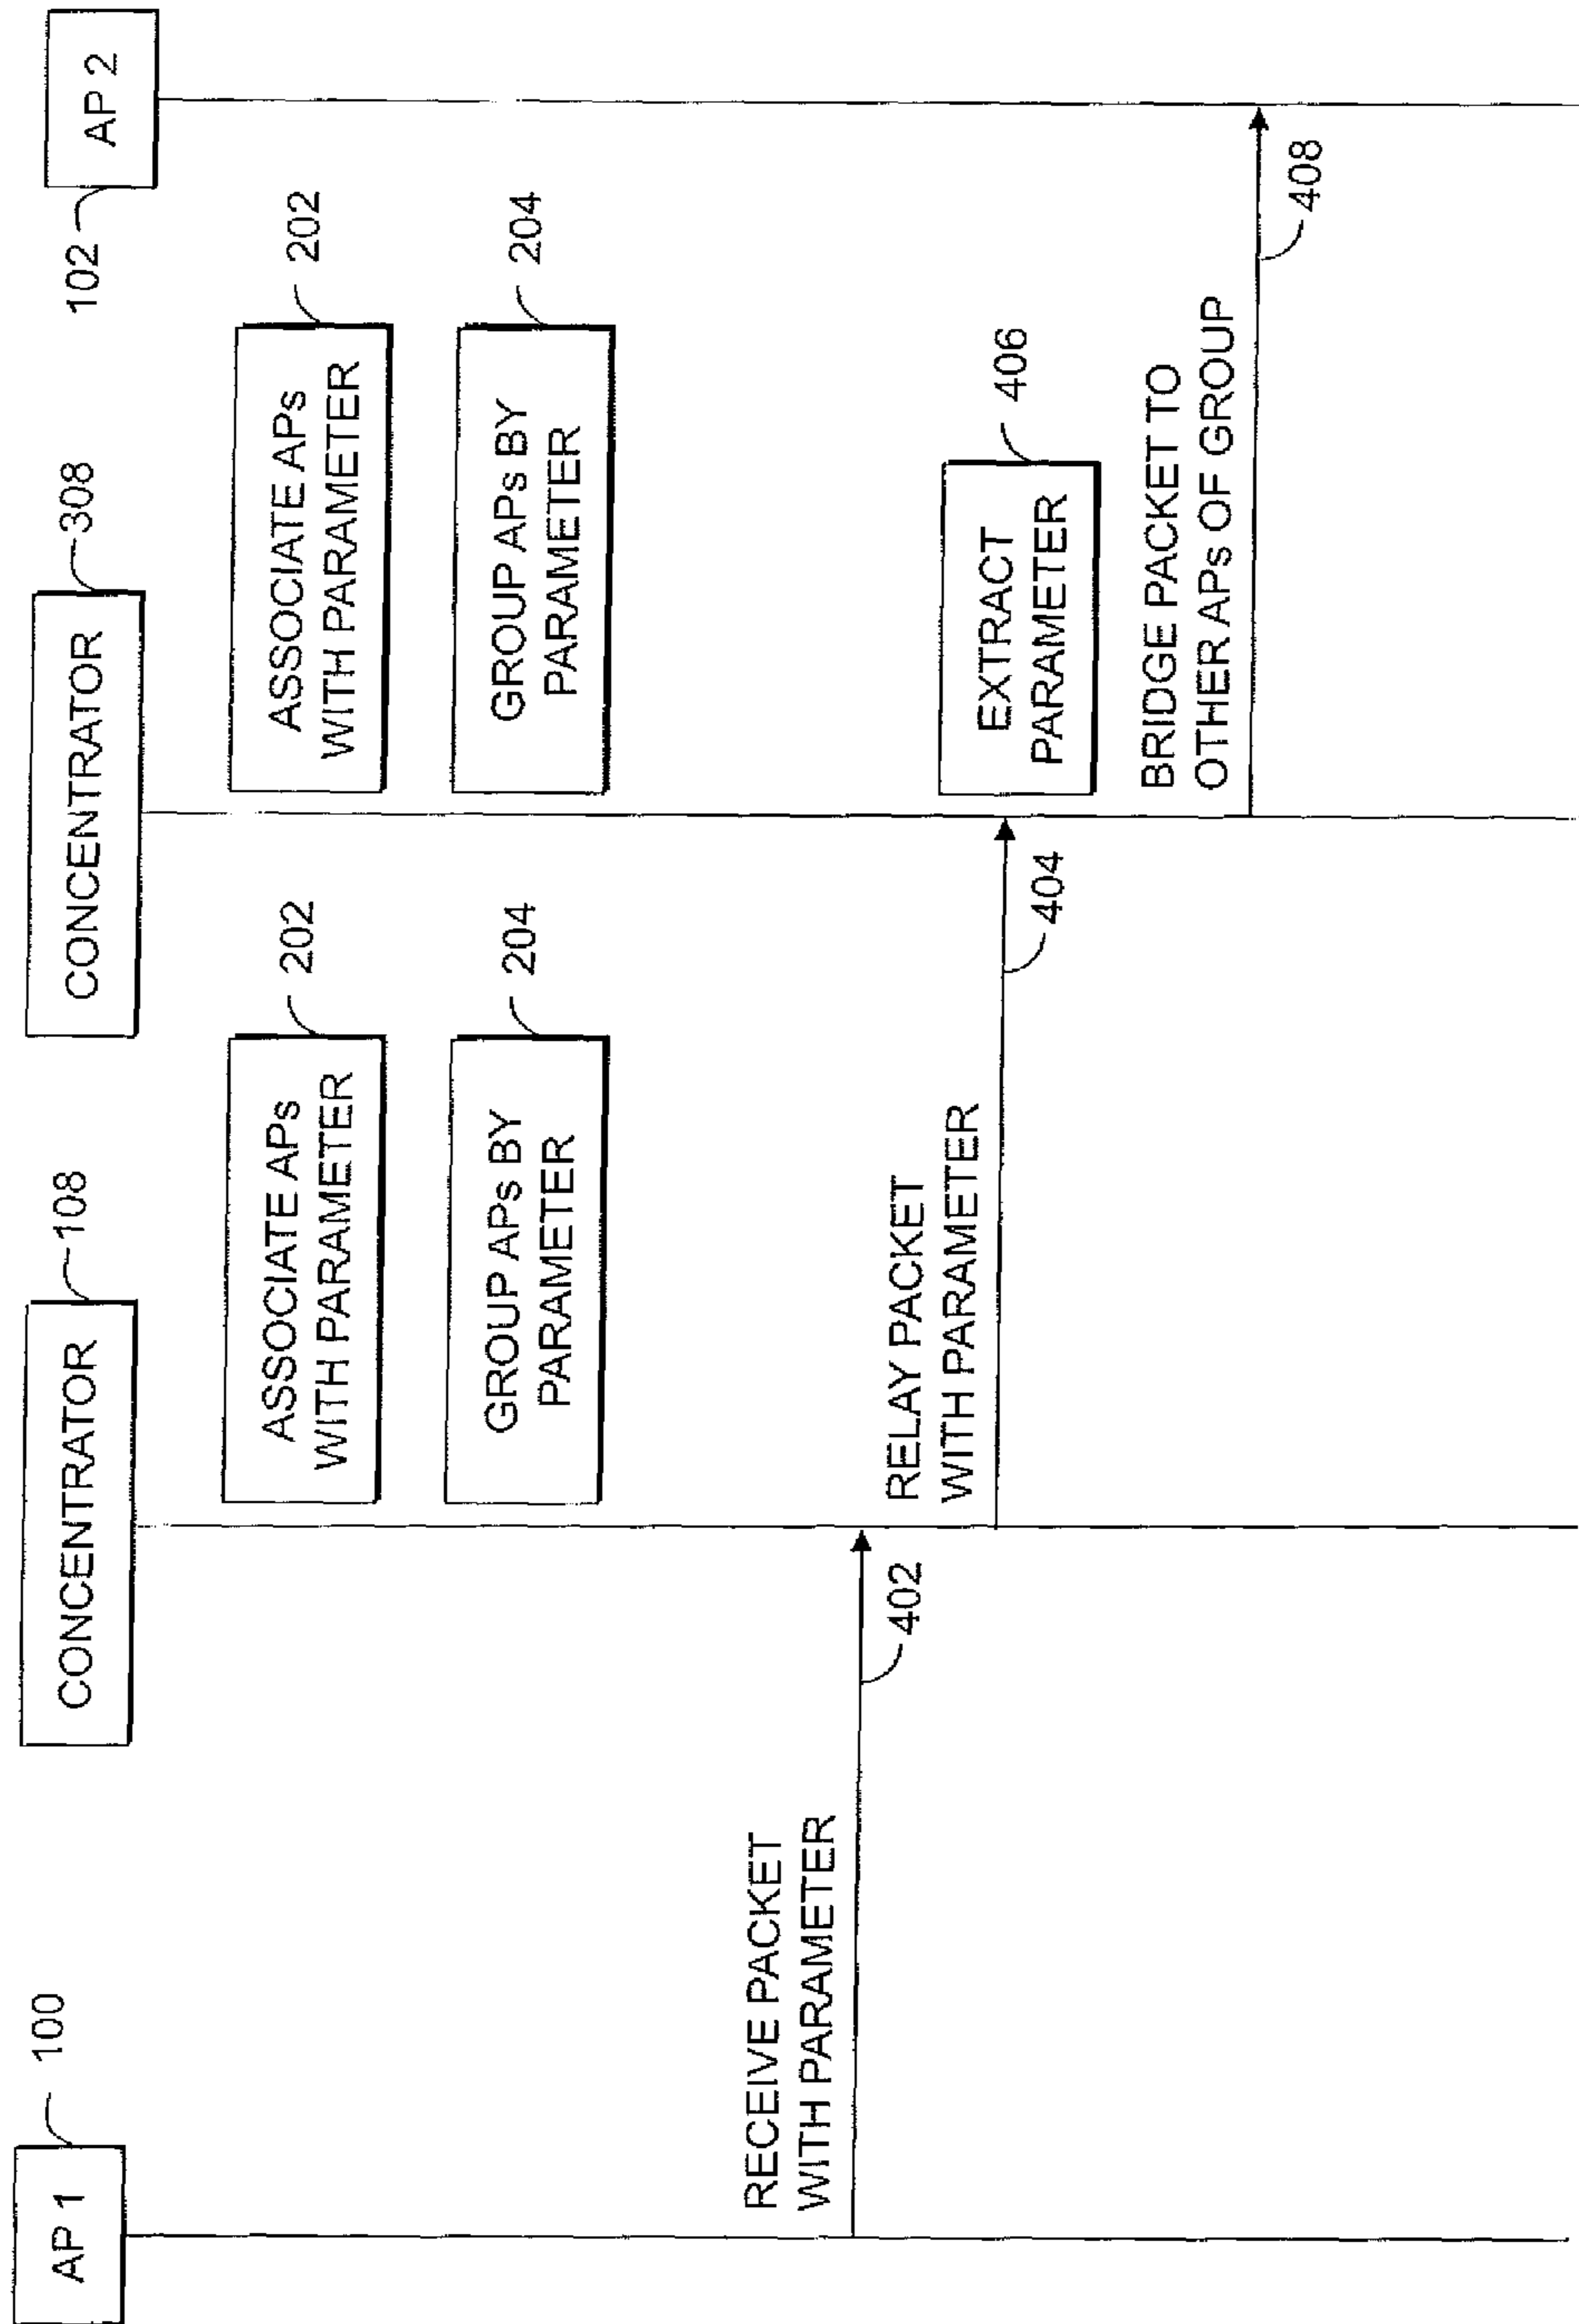 AP 1
100
CONCENTRATOR
108
CONCENTRATOR
308
102
AP 2
ASSOCIATE APs
WITH PARAMETER
202
ASSOCIATE APs
WITH PARAMETER
202
GROUP APs BY
PARAMETER
204
GROUP APs BY
PARAMETER
204
RECEIVE PACKET
WITH PARAMETER
402
RELAY PACKET
WITH PARAMETER
404
EXTRACT
PARAMETER
406
BRIDGE PACKET TO
OTHER APs OF GROUP
408